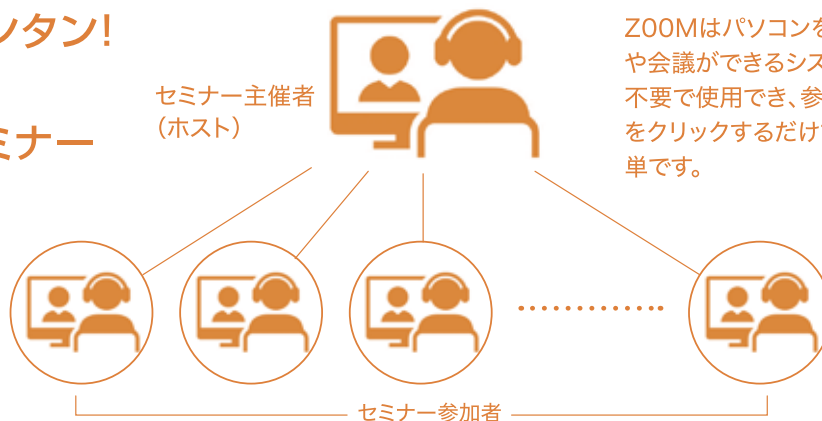 ンタン!
ミナー
セミナー主催者
（ホスト）
ZOOMはパソコンを
や会議ができるシス
不要で使用でき、参
をクリックするだけ
単です。
セミナー参加者